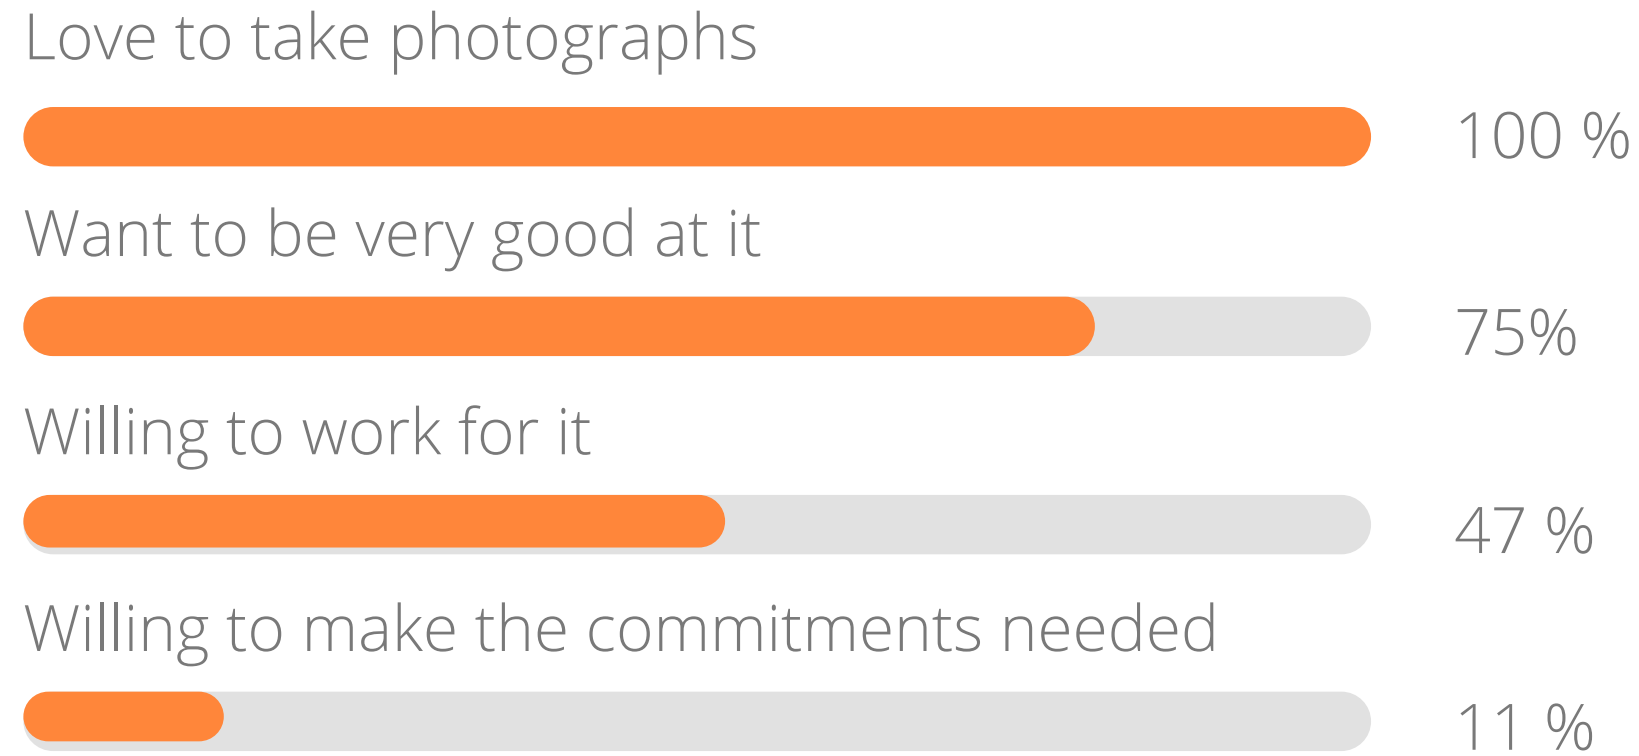 Love to take photographs
100 %
Want to be very good at it
75%
Willing to work for it
47 %
Willing to make the commitments needed
11 %